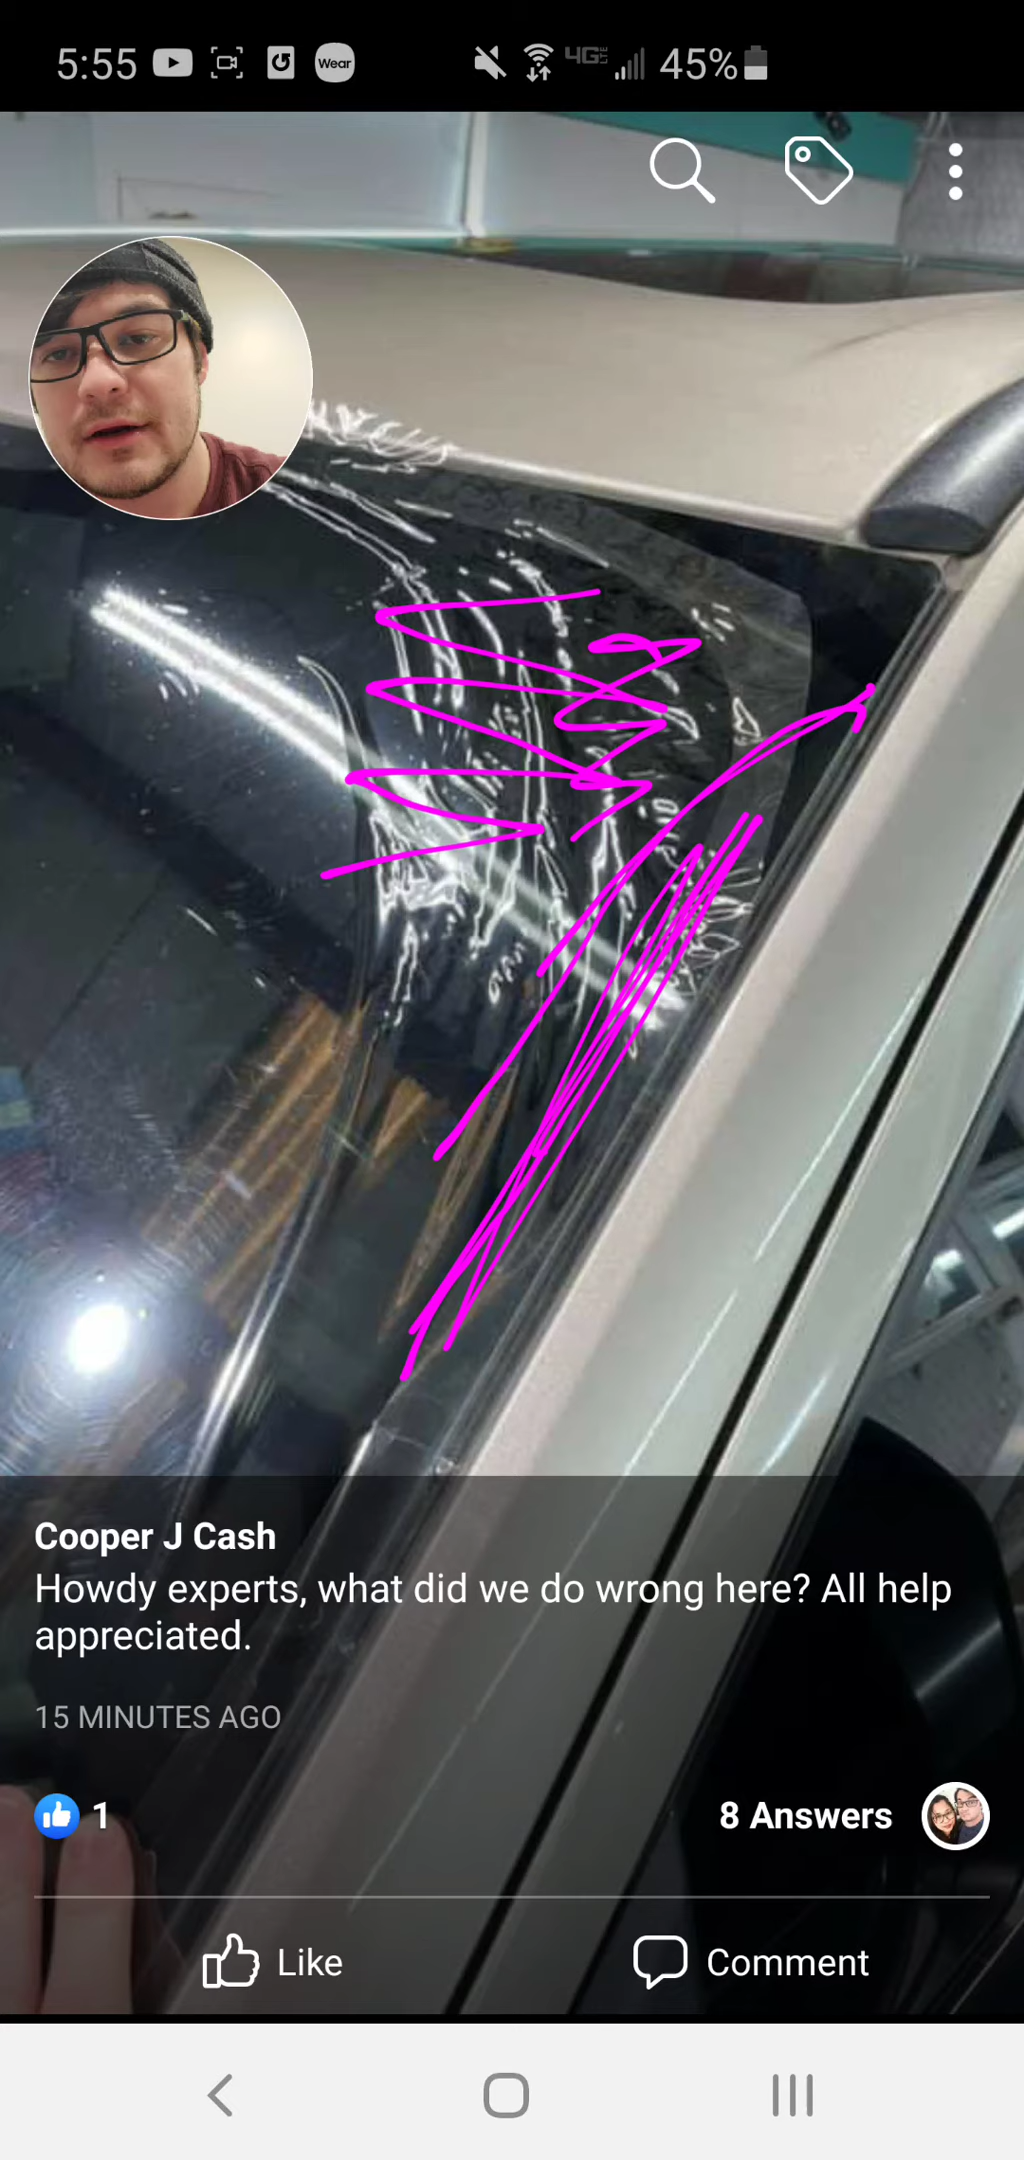 5:55 Wear 4G 45%
Cooper J Cash
Howdy experts, what did we do wrong here? All help
appreciated.
15 MINUTES AGO
1 8 Answers
Like Comment